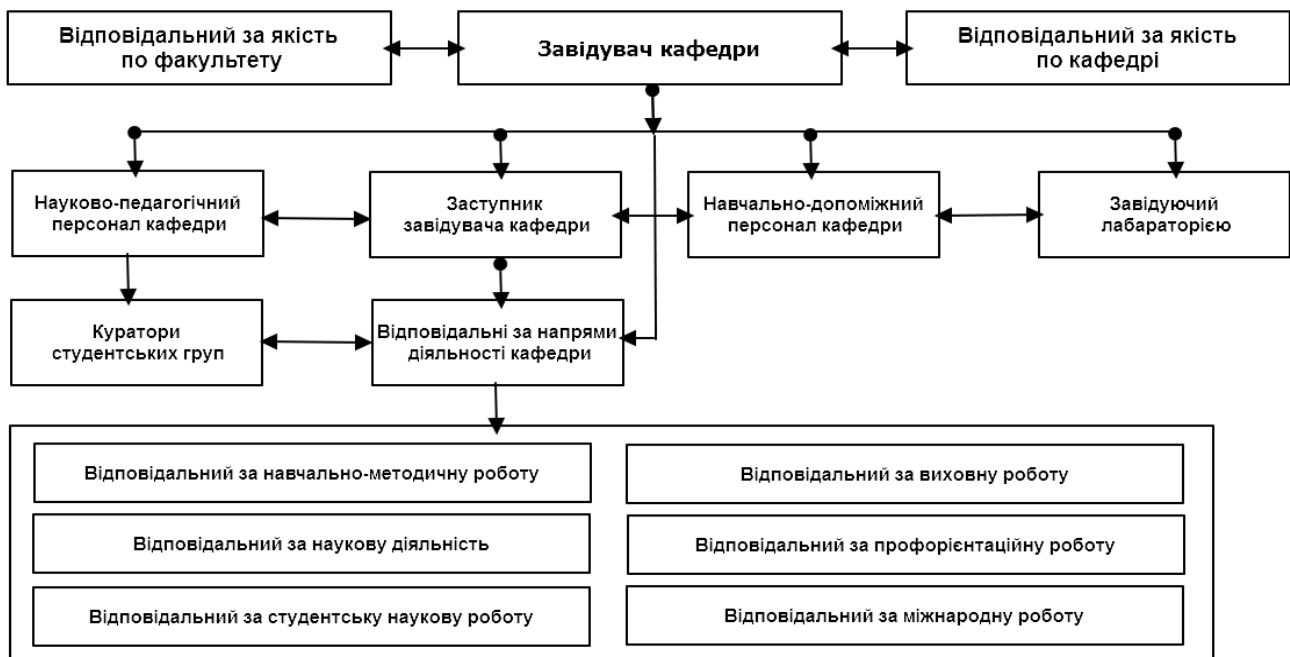 Відповідальний за якість
по факультету
Завідувач кафедри
Відповідальний за якість
по кафедрі
Науково-педагогічний
персонал кафедри
Заступник
завідувача кафедри
Навчально-допоміжний
персонал кафедри
Завідуючий
лабараторією
Куратори
студентських груп
Відповідальні за напрями
діяльності кафедри
Відповідальний за навчально-методичну роботу
Відповідальний за виховну роботу
Відповідальний за наукову діяльність
Відповідальний за профорієнтаційну роботу
Відповідальний за студентську наукову роботу
Відповідальний за міжнародну роботу